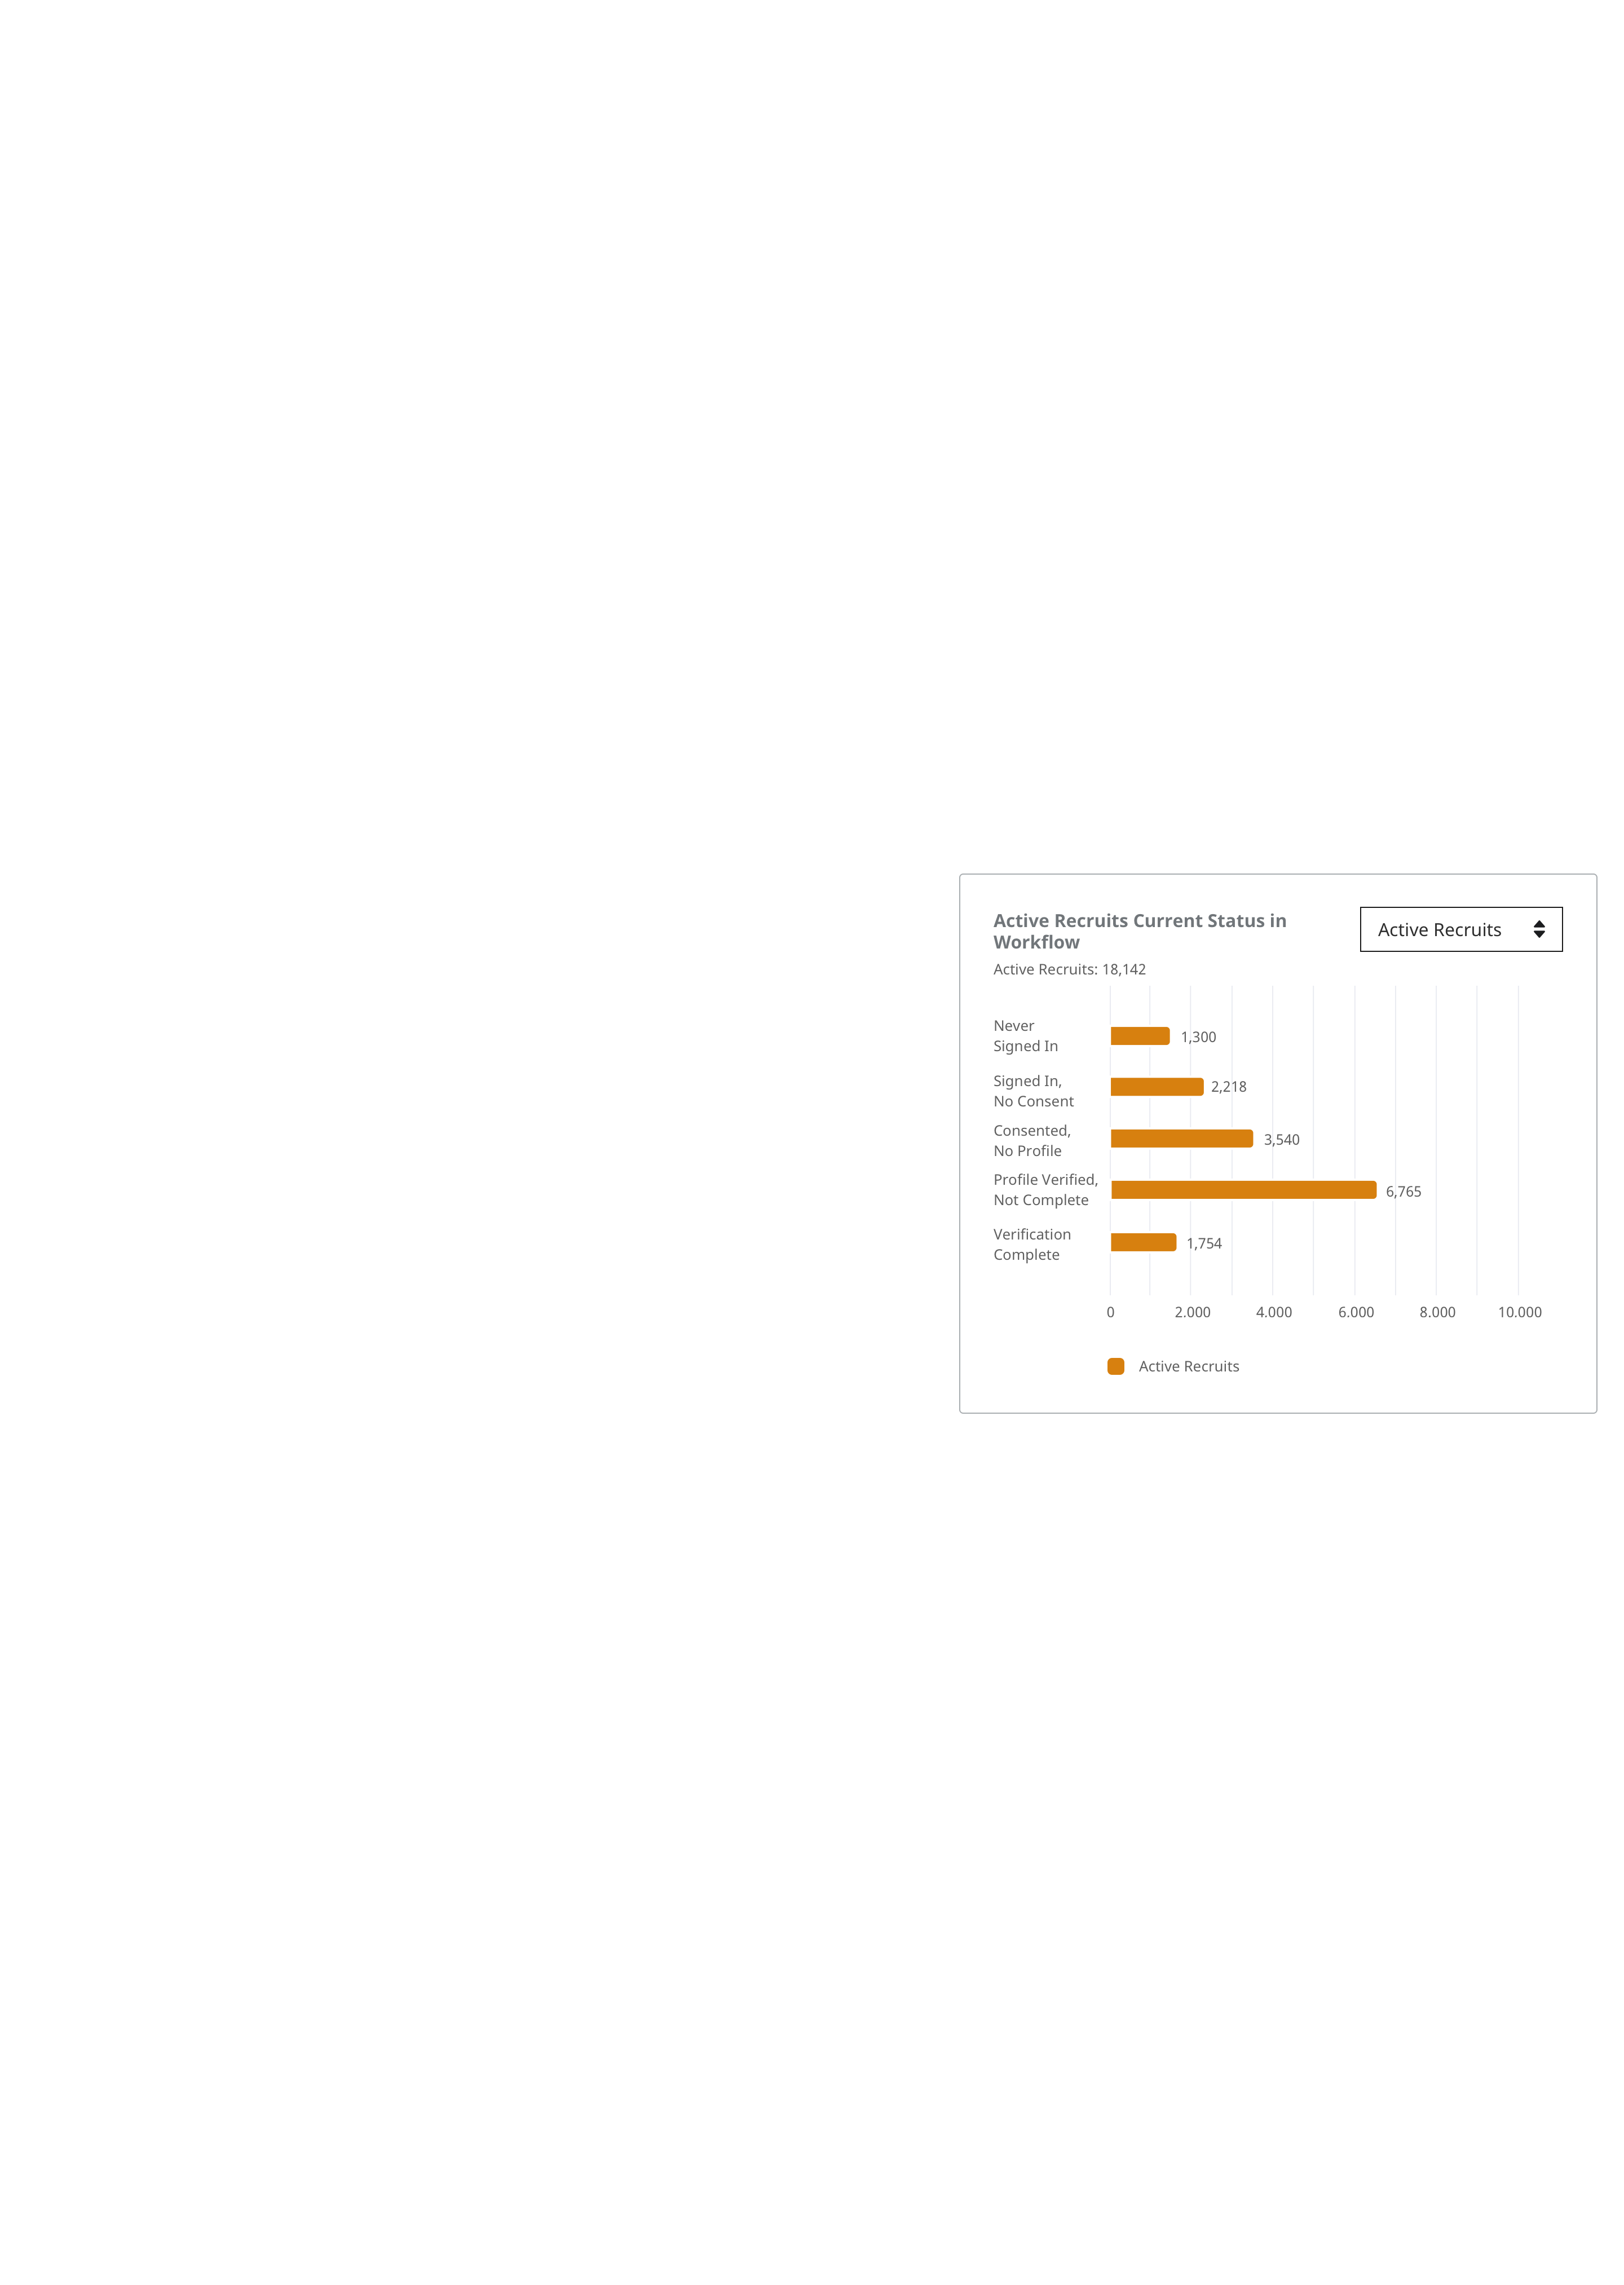 Active Recruits Current Status in
Workflow
Active Recruits
Active Recruits: 18,142
Never
Signed In
1,300
Signed In,
No Consent
2,218
Consented,
No Profile
3,540
Profile Verified,
Not Complete
6,765
Verification
Complete
1,754
0 2.000 4.000 6.000 8.000 10.000
Active Recruits